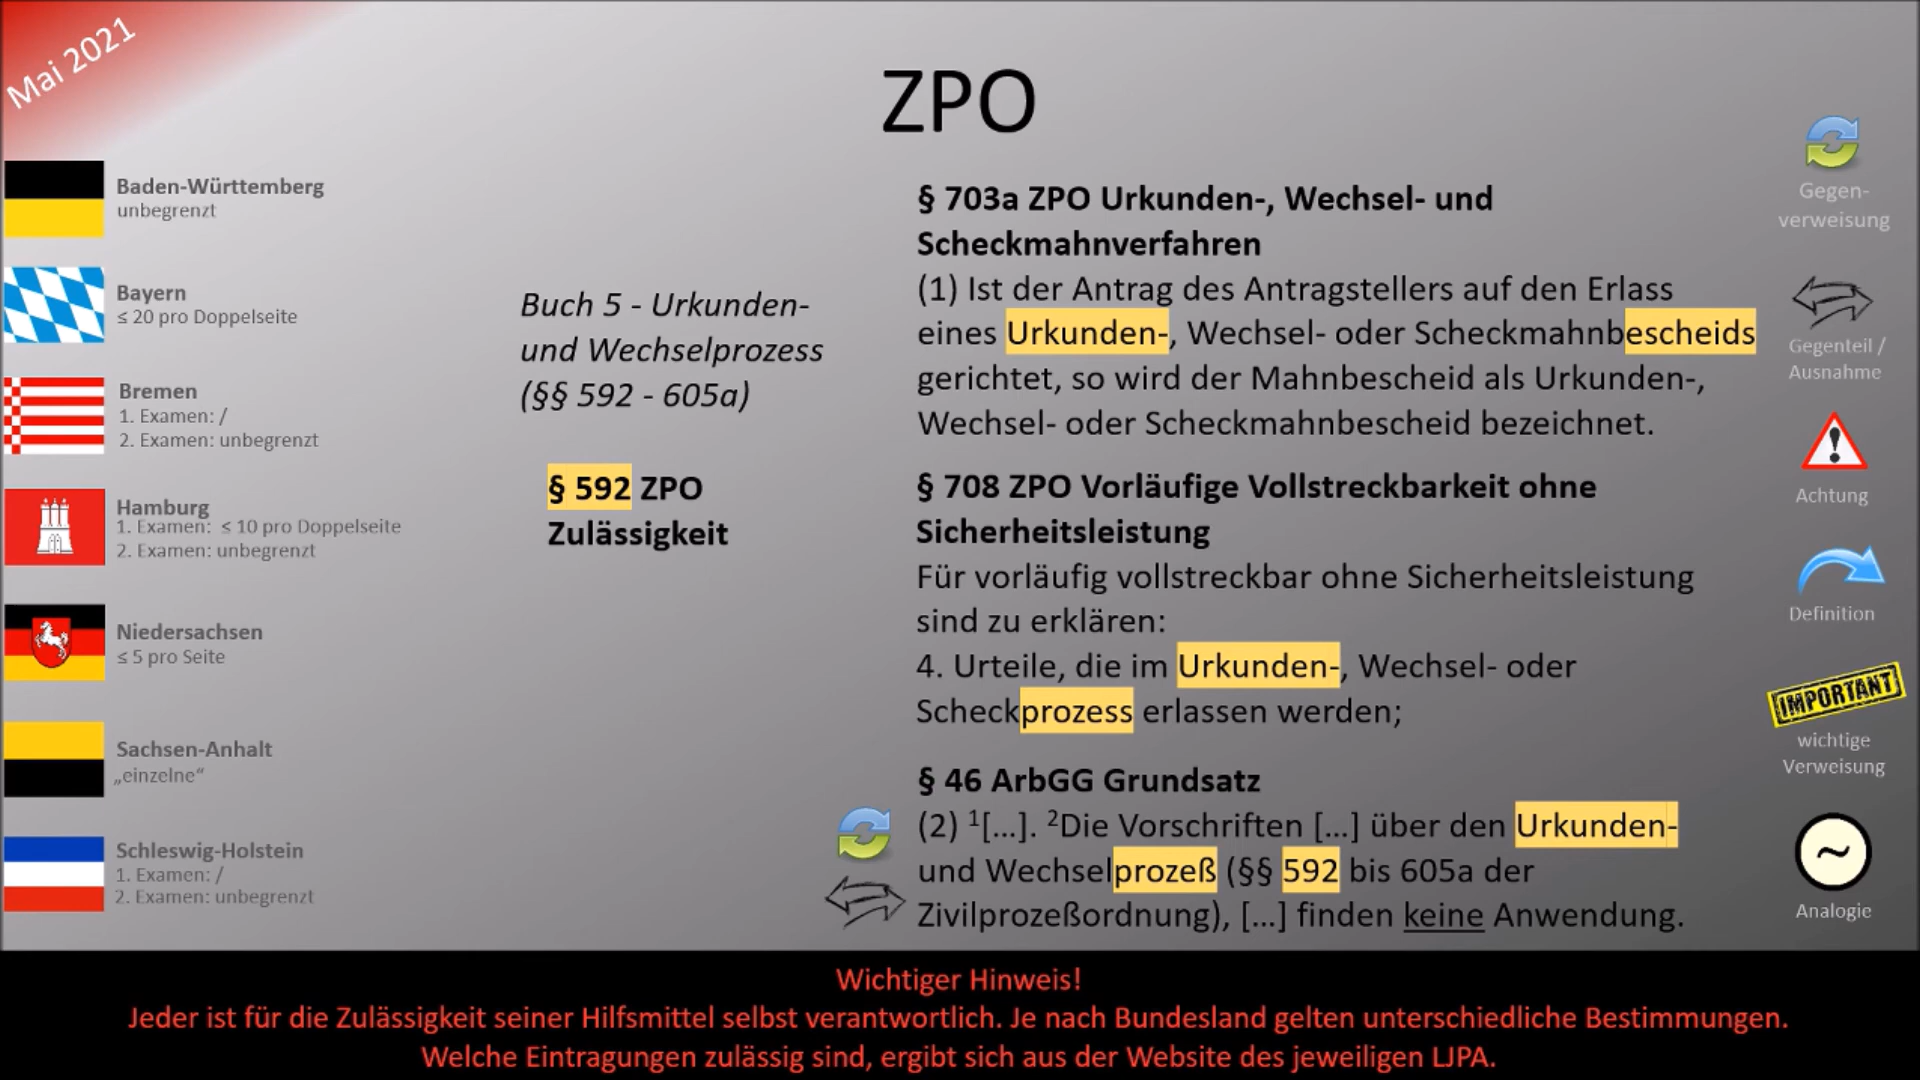 Mai 2021
ZPO
Baden-Württemberg
unbegrenzt
Bayern
≤ 20 pro Doppelseite
Bremen
1. Examen: /
2. Examen: unbegrenzt
Hamburg
1. Examen: ≤ 10 pro Doppelseite
2. Examen: unbegrenzt
Niedersachsen
≤ 5 pro Seite
Sachsen-Anhalt
„einzelne“
Schleswig-Holstein
1. Examen: /
2. Examen: unbegrenzt
Buch 5 - Urkunden-
und Wechselprozess
(§§ 592 - 605a)
§ 592 ZPO
Zulässigkeit
§ 703a ZPO Urkunden-, Wechsel- und
Scheckmahnverfahren
(1) Ist der Antrag des Antragstellers auf den Erlass
eines Urkunden-, Wechsel- oder Scheckmahnbescheids
gerichtet, so wird der Mahnbescheid als Urkunden-,
Wechsel- oder Scheckmahnbescheid bezeichnet.
§ 708 ZPO Vorläufige Vollstreckbarkeit ohne
Sicherheitsleistung
Für vorläufig vollstreckbar ohne Sicherheitsleistung
sind zu erklären:
4. Urteile, die im Urkunden-, Wechsel- oder
Scheckprozess erlassen werden;
§ 46 ArbGG Grundsatz
(2) ¹[…]. ²Die Vorschriften […] über den Urkunden-
und Wechselprozeß (§§ 592 bis 605a der
Zivilprozeßordnung), […] finden keine Anwendung.
Gegen-
verweisung
Gegenteil /
Ausnahme
Achtung
Definition
IMPORTANT
wichtige
Verweisung
~
Analogie
Wichtiger Hinweis!
Jeder ist für die Zulässigkeit seiner Hilfsmittel selbst verantwortlich. Je nach Bundesland gelten unterschiedliche Bestimmungen.
Welche Eintragungen zulässig sind, ergibt sich aus der Website des jeweiligen LJPA.